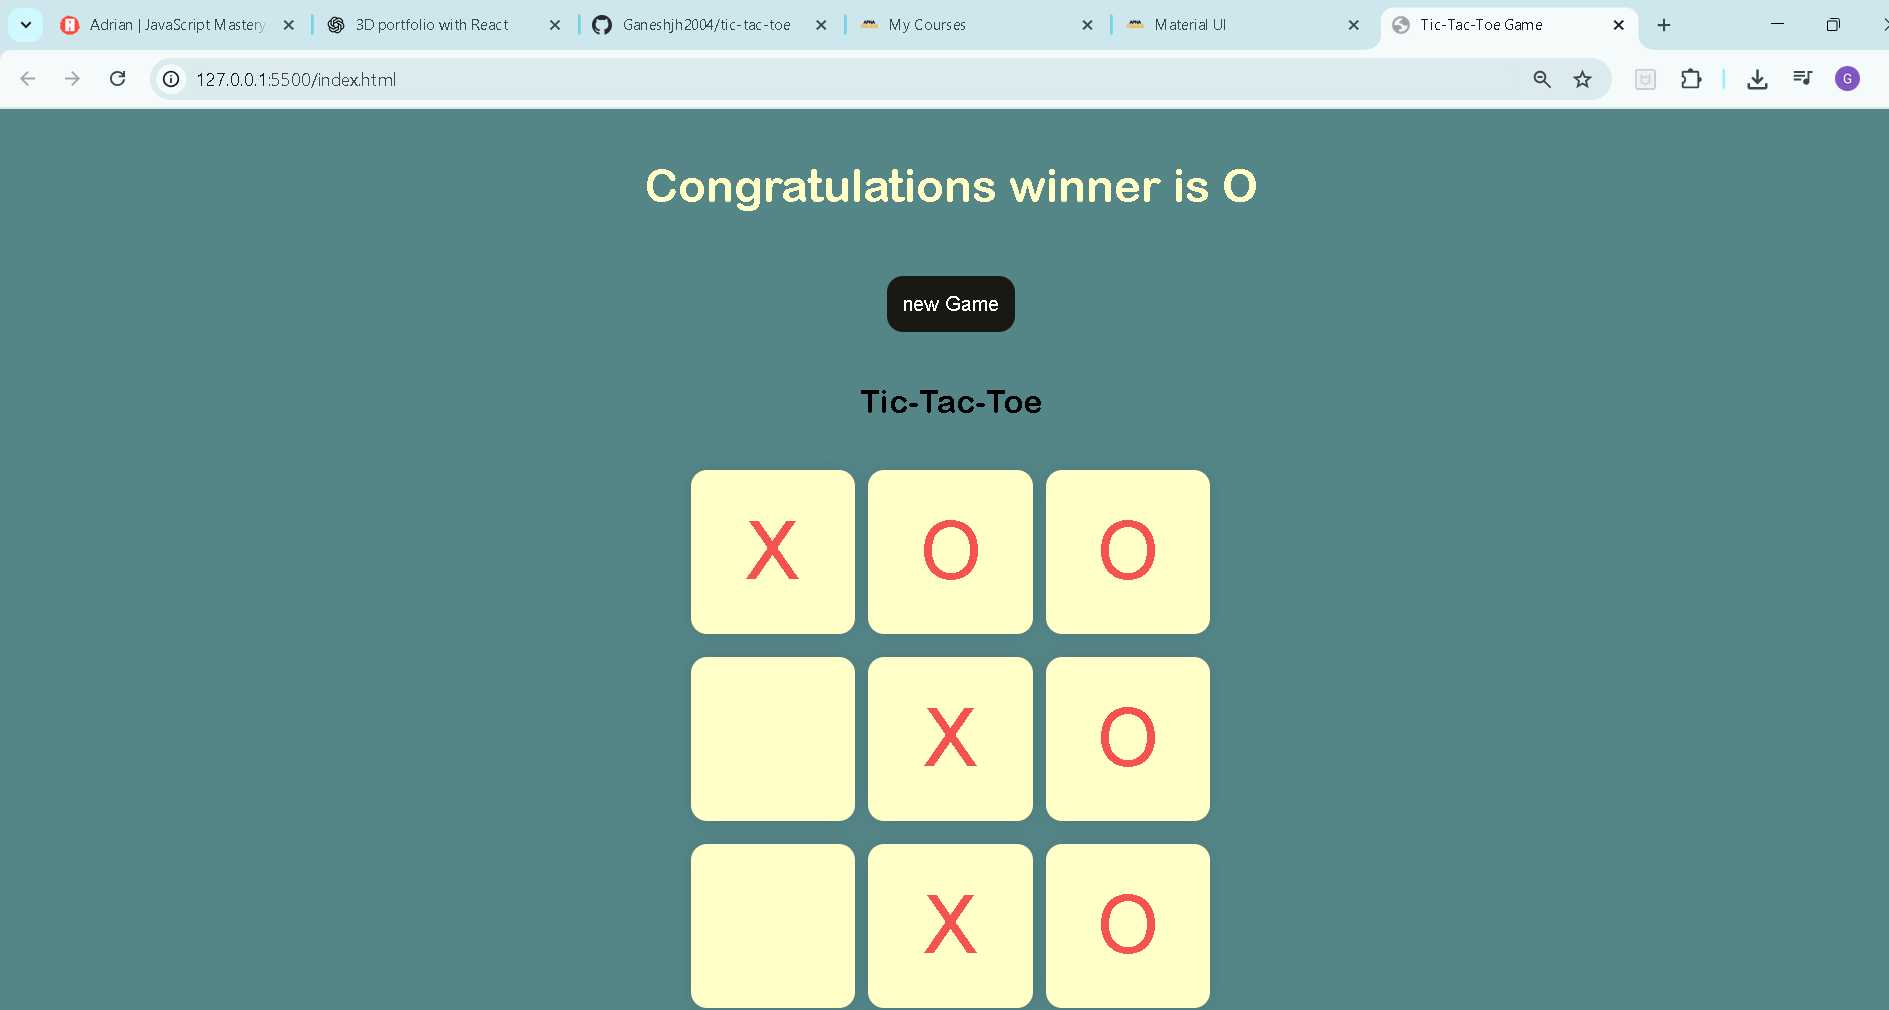 Adrian | JavaScript Mastery
3D portfolio with React
Ganeshjh2004/tic-tac-toe
My Courses
Material UI
Tic-Tac-Toe Game
127.0.0.1:5500/index.html
G
Congratulations winner is O
new Game
Tic-Tac-Toe
X O O
X O
X O